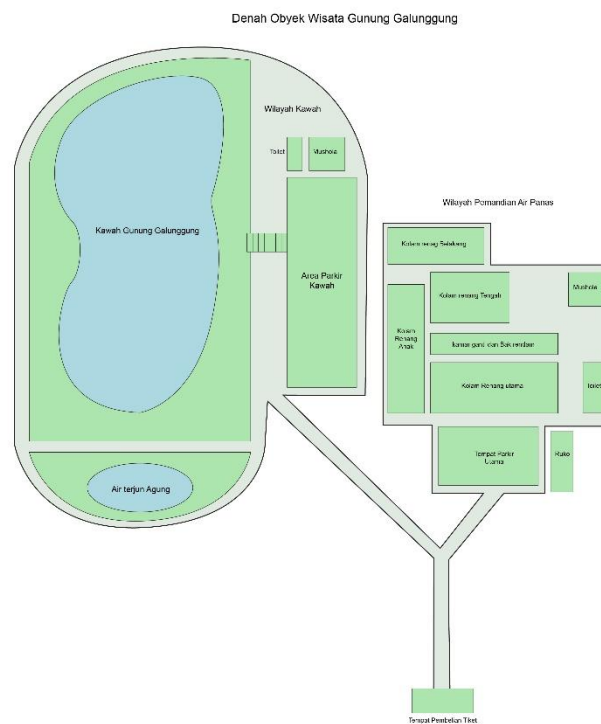 Denah Obyek Wisata Gunung Galunggung
Wilayah Kawah
Toilet
Mushola
Kawah Gunung Galunggung
Area Parkir
Kawah
Air terjun Agung
Wilayah Pemandian Air Panas
Kolam renag Belakang
Kolam renang Tengah
Mushola
Kolam
Renang
Anak
kamar ganti dan Bak rendam
Kolam Renang utama
Toilet
Tempat Parkir
Utama
Ruko
Tempat Pembelian Tiket